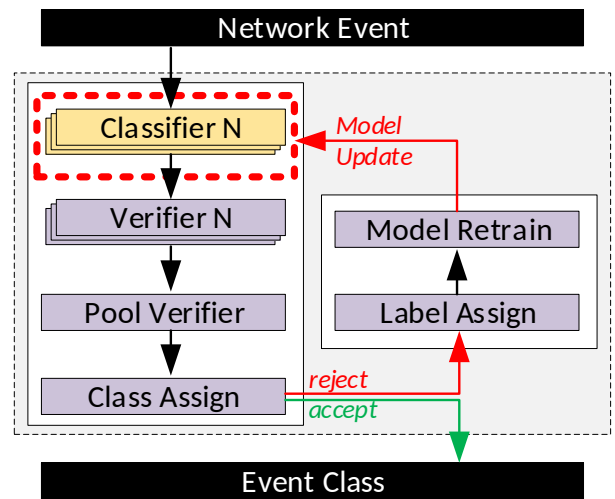 Network Event
Classifier N
Model
Update
Verifier N
Model Retrain
Pool Verifier
Label Assign
Class Assign
reject
accept
Event Class